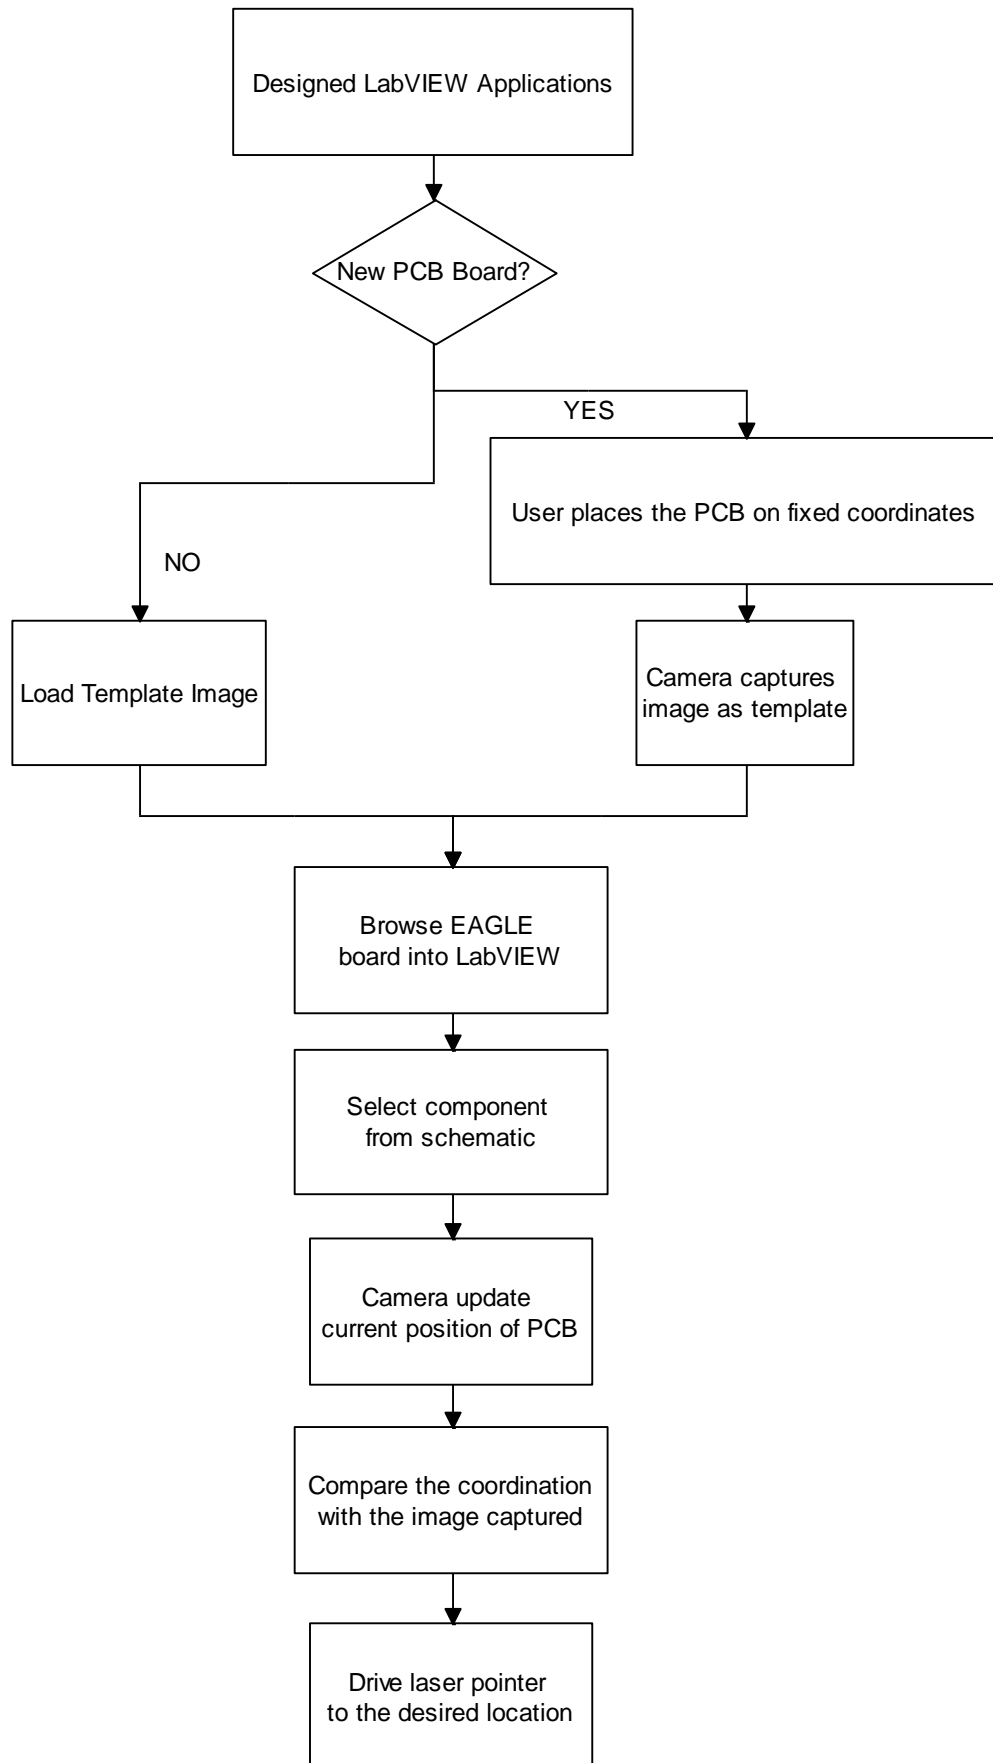 Designed LabVIEW Applications
New PCB Board?
YES
User places the PCB on fixed coordinates
NO
Load Template Image
Camera captures
image as template
Browse EAGLE
board into LabVIEW
Select component
from schematic
Camera update
current position of PCB
Compare the coordination
with the image captured
Drive laser pointer
to the desired location